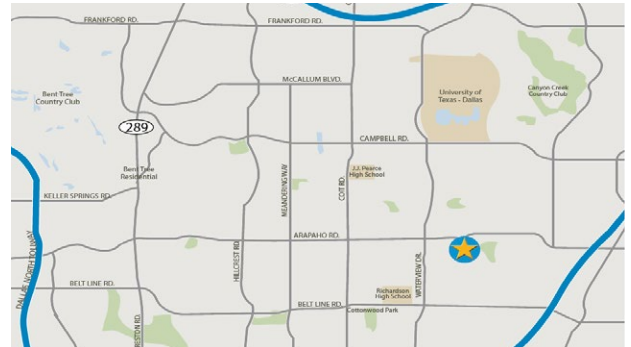 FRANKFORD RD.
FRANKFORD RD.
McCALLUM BLVD.
University of
Texas - Dallas
Canyon Creek
Country Club
Bent Tree
Country Club
289
CAMPBELL RD.
Bent Tree
Residential
J.J. Pearce
High School
KELLER SPRINGS RD.
MEANDERING WAY
COIT RD.
ARAPAHO RD.
HILLCREST RD.
WATERVIEW DR.
DALLAS NORTH TOLLWAY
BELT LINE RD.
Richardson
High School
BELT LINE RD.
Cottonwood Park
PRESTON RD.